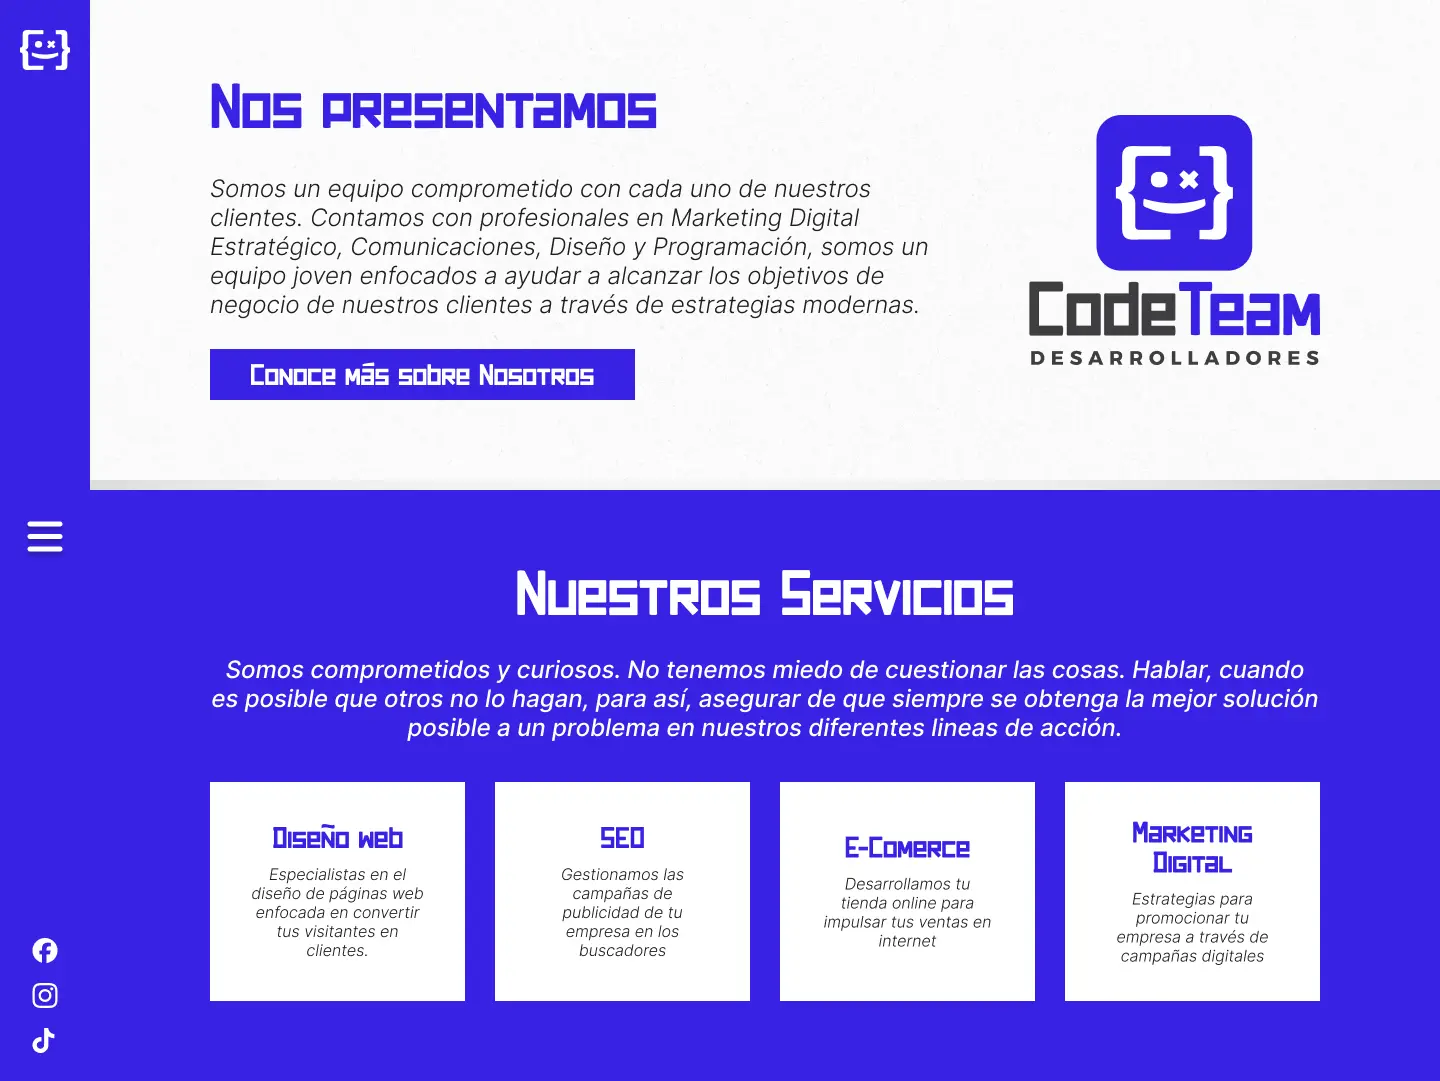 Nos presentamos
Somos un equipo comprometido con cada uno de nuestros
clientes. Contamos con profesionales en Marketing Digital
Estratégico, Comunicaciones, Diseño y Programación, somos un
equipo joven enfocados a ayudar a alcanzar los objetivos de
negocio de nuestros clientes a través de estrategias modernas.
Conoce más sobre Nosotros
CodeTeam
DESARROLLADORES
Nuestros Servicios
Somos comprometidos y curiosos. No tenemos miedo de cuestionar las cosas. Hablar, cuando
es posible que otros no lo hagan, para así, asegurar de que siempre se obtenga la mejor solución
posible a un problema en nuestros diferentes lineas de acción.
Diseño web
Especialistas en el
diseño de páginas web
enfocada en convertir
tus visitantes en
clientes.
SEO
Gestionamos las
campañas de
publicidad de tu
empresa en los
buscadores
E-Comerce
Desarrollamos tu
tienda online para
impulsar tus ventas en
internet
Marketing
Digital
Estrategias para
promocionar tu
empresa a través de
campañas digitales